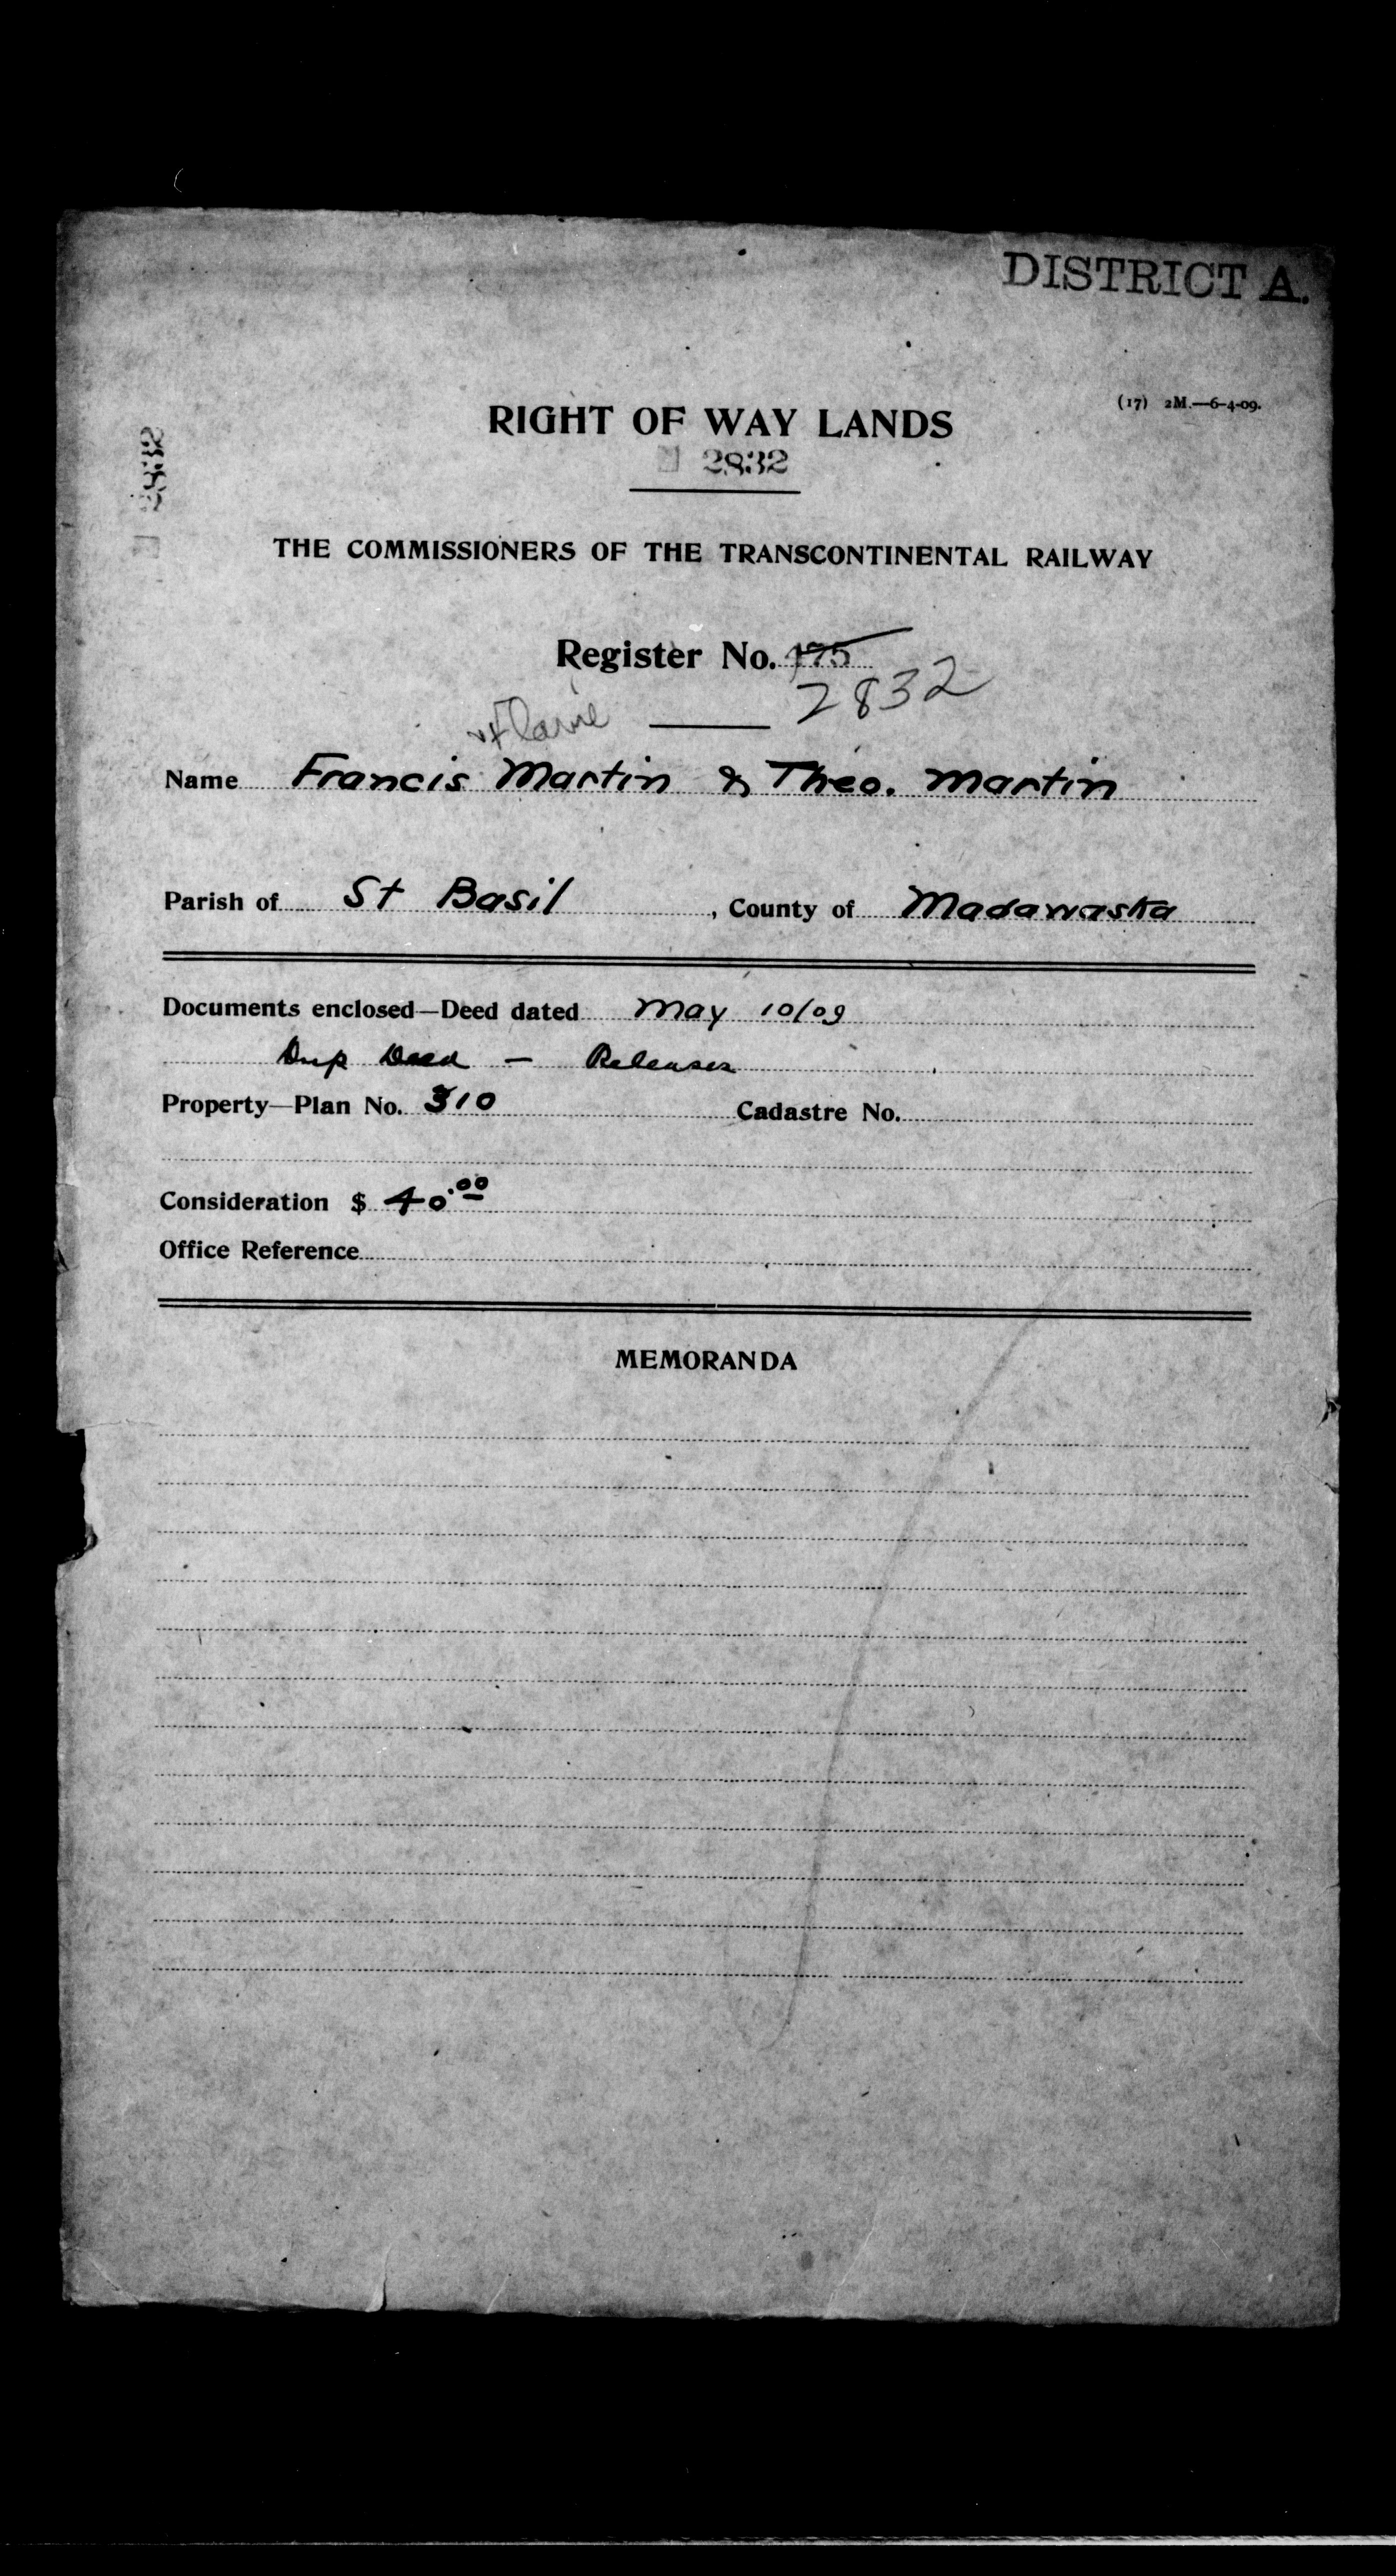 DISTRICT A.
(17) 2M.—6-4-09.
RIGHT OF WAY LANDS
2832
2832
THE COMMISSIONERS OF THE TRANSCONTINENTAL RAILWAY
Register No. 175
2832
Flavie
Name Francis Martin & Theo. Martin
Parish of St Basil , County of Madawaska
Documents enclosed—Deed dated May 10/09
Dup Deed — Releases
Property—Plan No. 310 Cadastre No.
Consideration $ 40.00
Office Reference
MEMORANDA